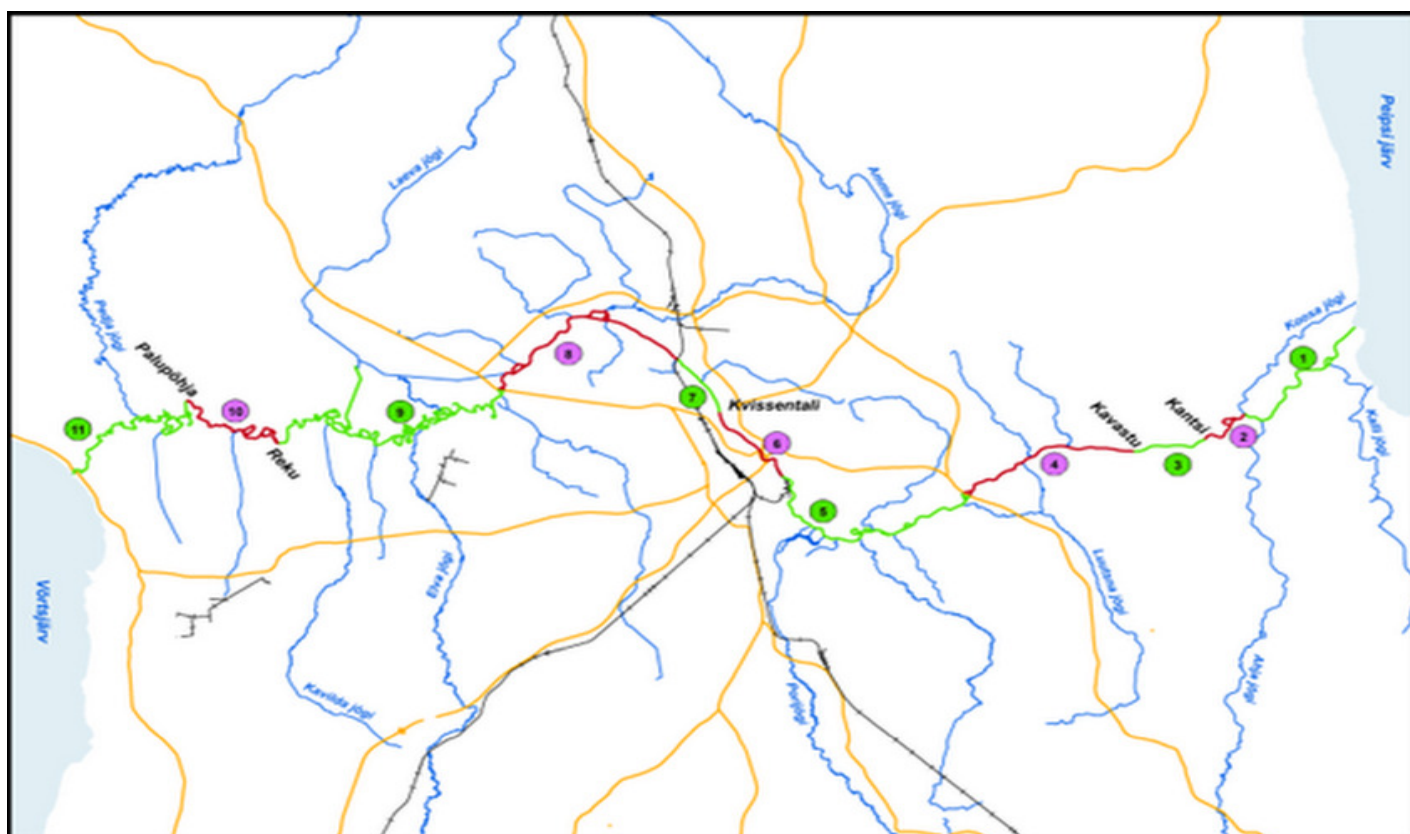 Peipsi järv
Laeva jõgi
Amme jõgi
Koosa jõgi
Pedja jõgi
Palupõhja
1
8
7
Kvissentali
Kantsi
Kavastu
Kalli jõgi
10
9
11
Reku
6
2
4
3
5
Elva jõgi
Luutsna jõgi
Võrtsjärv
Kavilda jõgi
Porijõgi
Ahja jõgi